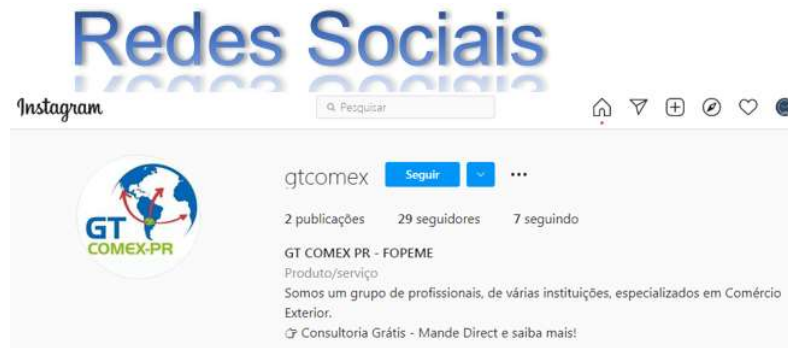 Redes Sociais
Instagram
Pesquisar
gtcomex Seguir
2 publicações 29 seguidores 7 seguindo
GT
COMEX-PR
GT COMEX PR - FOPEME
Produto/serviço
Somos um grupo de profissionais, de várias instituições, especializados em Comércio
Exterior.
👉 Consultoria Grátis - Mande Direct e saiba mais!